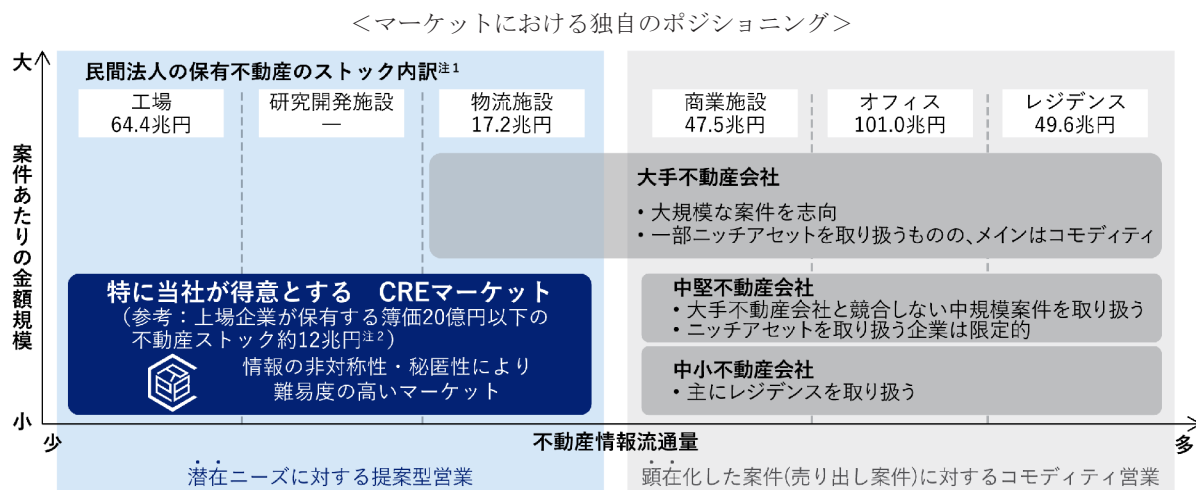 ＜マーケットにおける独自のポジショニング＞
大
民間法人の保有不動産のストック内訳注1
工場
64.4兆円
研究開発施設
―
物流施設
17.2兆円
商業施設
47.5兆円
オフィス
101.0兆円
レジデンス
49.6兆円
案件あたりの金額規模
大手不動産会社
・大規模な案件を志向
・一部ニッチアセットを取り扱うものの、メインはコモディティ
特に当社が得意とする　CREマーケット
（参考：上場企業が保有する簿価20億円以下の
不動産ストック約12兆円注2）
情報の非対称性・秘匿性により
難易度の高いマーケット
中堅不動産会社
・大手不動産会社と競合しない中規模案件を取り扱う
・ニッチアセットを取り扱う企業は限定的
中小不動産会社
・主にレジデンスを取り扱う
小
少
不動産情報流通量
多
潜在ニーズに対する提案型営業
顕在化した案件(売り出し案件)に対するコモディティ営業